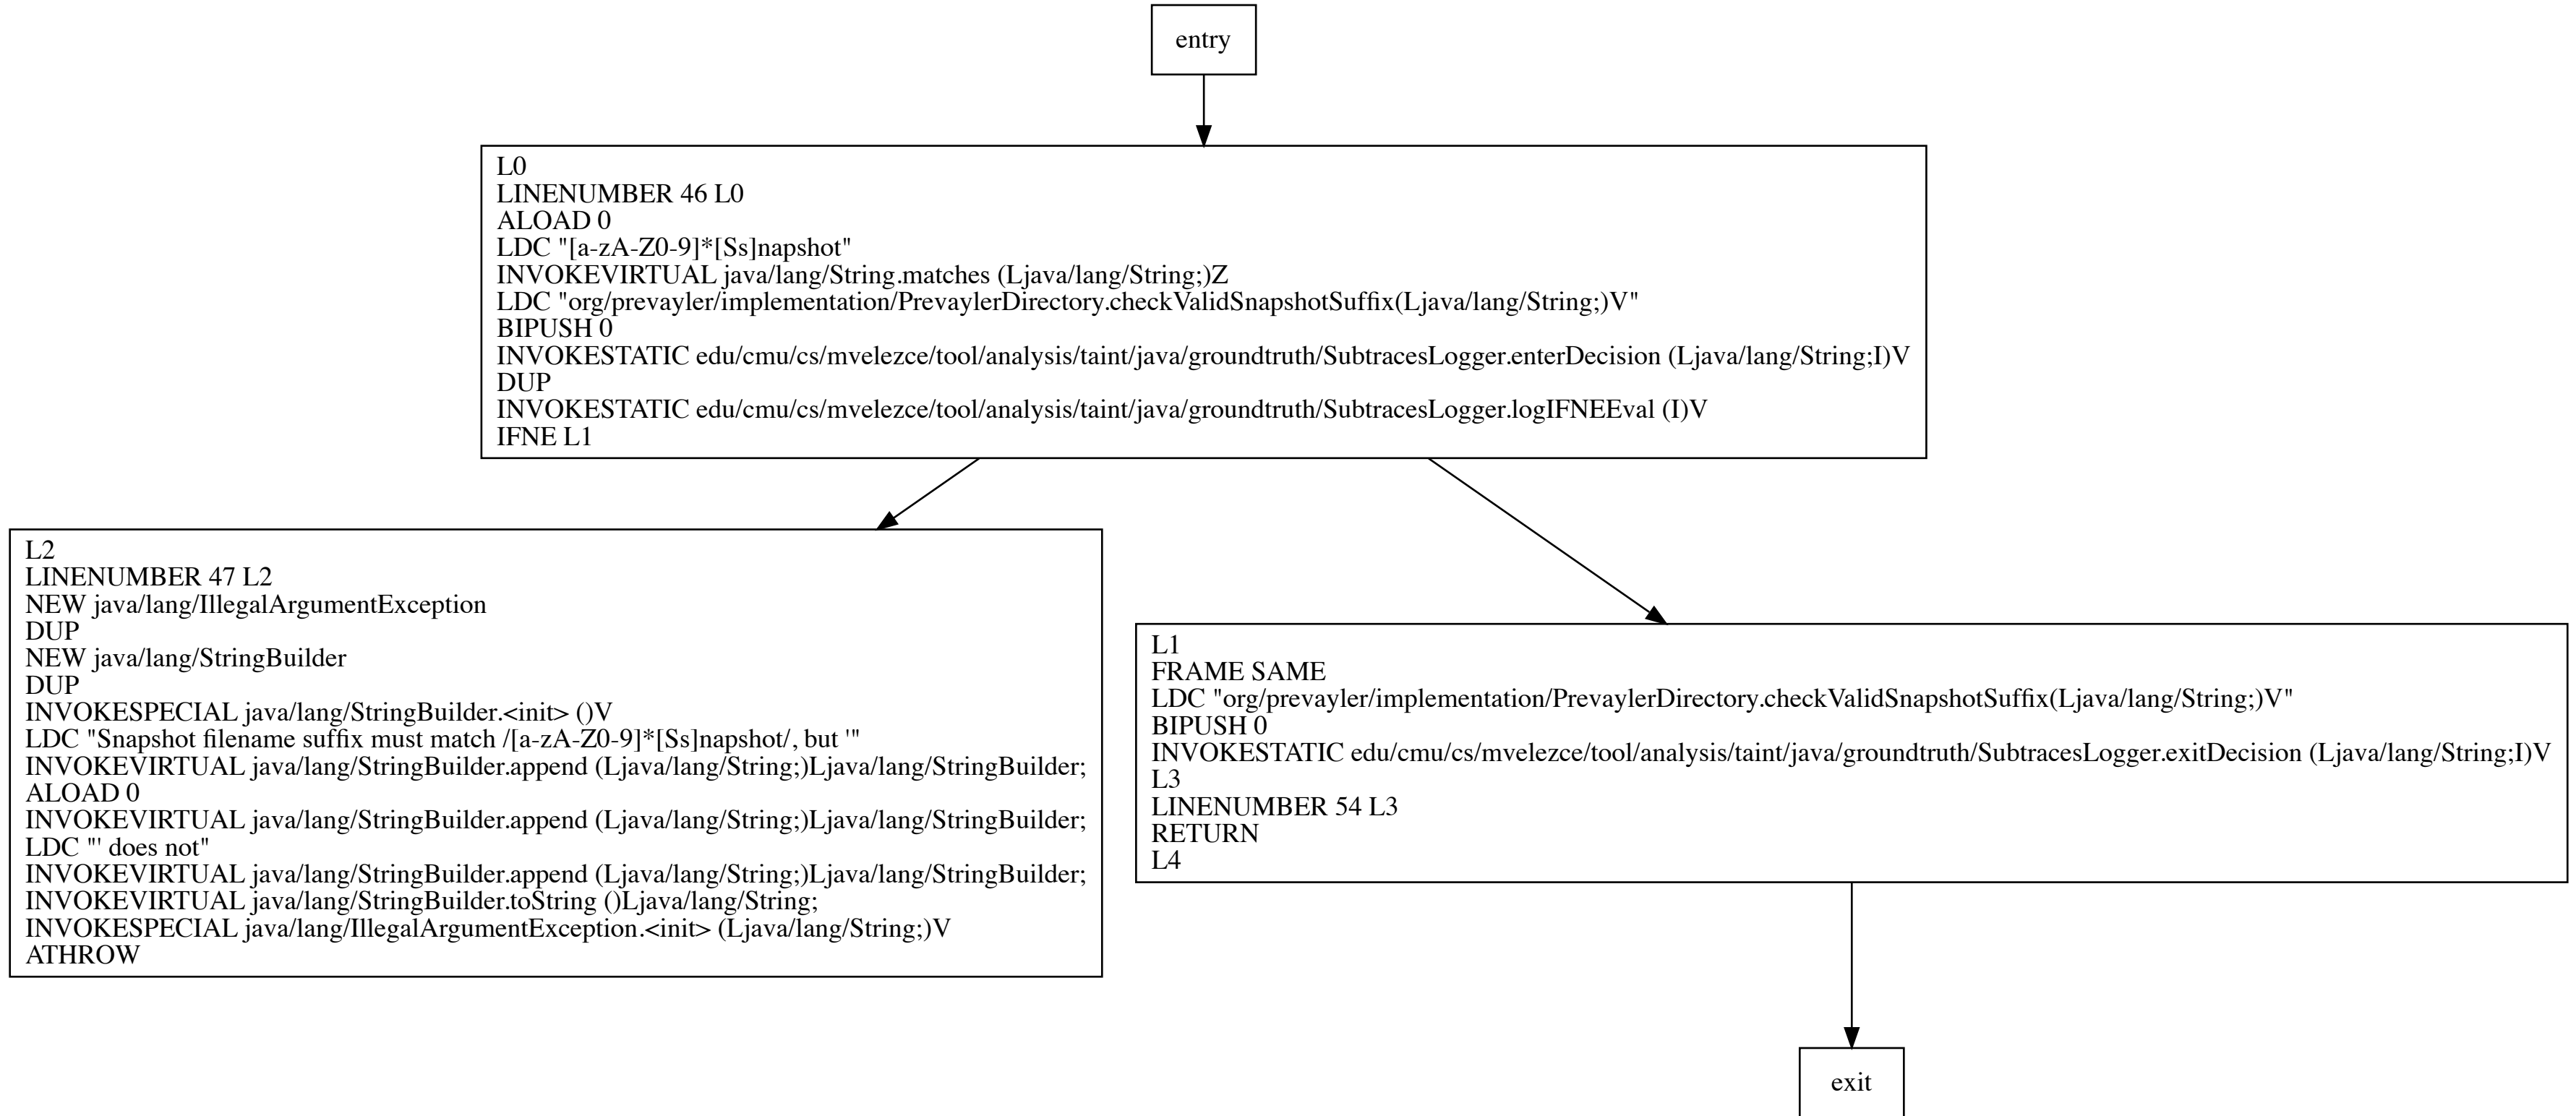 entry
L0
LINENUMBER 46 L0
ALOAD 0
LDC "[a-zA-Z0-9]*[Ss]napshot"
INVOKEVIRTUAL java/lang/String.matches (Ljava/lang/String;)Z
LDC "org/prevayler/implementation/PrevaylerDirectory.checkValidSnapshotSuffix(Ljava/lang/String;)V"
BIPUSH 0
INVOKESTATIC edu/cmu/cs/mvelezce/tool/analysis/taint/java/groundtruth/SubtracesLogger.enterDecision (Ljava/lang/String;I)V
DUP
INVOKESTATIC edu/cmu/cs/mvelezce/tool/analysis/taint/java/groundtruth/SubtracesLogger.logIFNEEval (I)V
IFNE L1
L2
LINENUMBER 47 L2
NEW java/lang/IllegalArgumentException
DUP
NEW java/lang/StringBuilder
DUP
INVOKESPECIAL java/lang/StringBuilder.<init> ()V
LDC "Snapshot filename suffix must match /[a-zA-Z0-9]*[Ss]napshot/, but '"
INVOKEVIRTUAL java/lang/StringBuilder.append (Ljava/lang/String;)Ljava/lang/StringBuilder;
ALOAD 0
INVOKEVIRTUAL java/lang/StringBuilder.append (Ljava/lang/String;)Ljava/lang/StringBuilder;
LDC "' does not"
INVOKEVIRTUAL java/lang/StringBuilder.append (Ljava/lang/String;)Ljava/lang/StringBuilder;
INVOKEVIRTUAL java/lang/StringBuilder.toString ()Ljava/lang/String;
INVOKESPECIAL java/lang/IllegalArgumentException.<init> (Ljava/lang/String;)V
ATHROW
L1
FRAME SAME
LDC "org/prevayler/implementation/PrevaylerDirectory.checkValidSnapshotSuffix(Ljava/lang/String;)V"
BIPUSH 0
INVOKESTATIC edu/cmu/cs/mvelezce/tool/analysis/taint/java/groundtruth/SubtracesLogger.exitDecision (Ljava/lang/String;I)V
L3
LINENUMBER 54 L3
RETURN
L4
exit